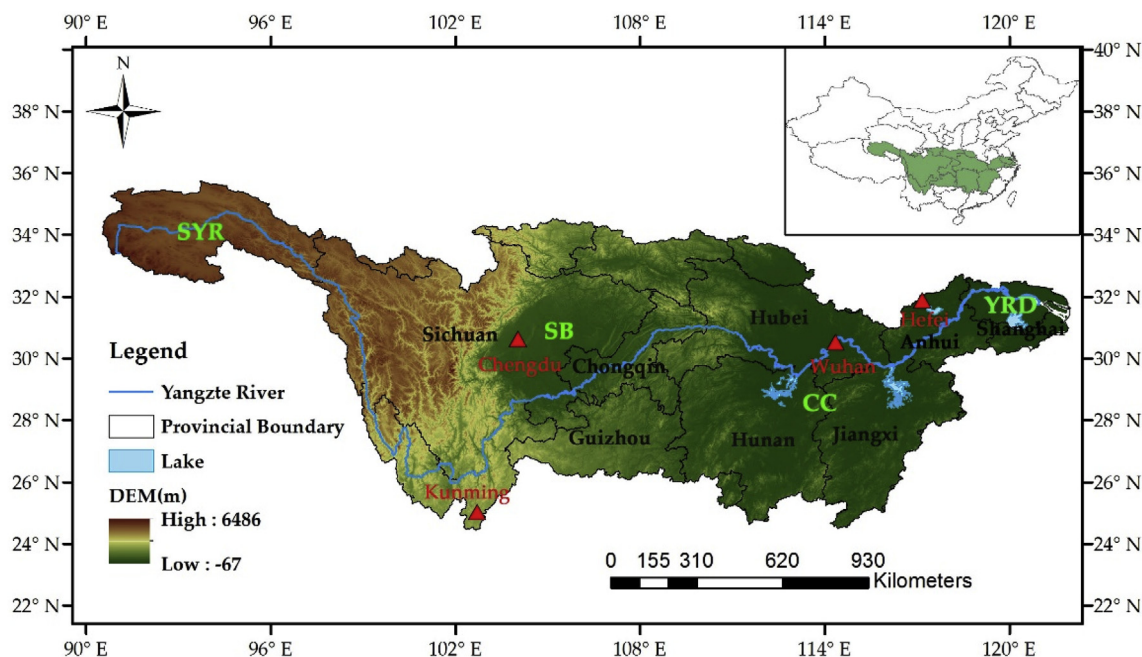 90° E 96° E 102° E 108° E 114° E 120° E
40° N
N
38° N 38° N
36° N 36° N
34° N SYR 34° N
32° N 32° N
YRD
Hefei
Shanghai
Hubei
Sichuan SB
Anhui
30° N Chengdu Chongqin Wuhan 30° N
Legend
Yangzte River
28° N 28° N
CC
Provincial Boundary
Guizhou Hunan Jiangxi
Lake
26° N Kunming 26° N
DEM(m)
High : 6486
24° N 24° N
Low : -67
0 155 310 620 930
Kilometers
22° N 22° N
90° E 96° E 102° E 108° E 114° E 120° E